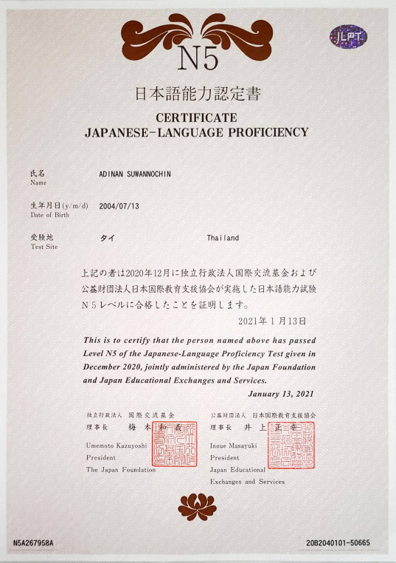 JLPT
N5
日本語能力認定書
CERTIFICATE
JAPANESE-LANGUAGE PROFICIENCY
氏名 ADINAN SUWANNOCHIN
Name
生年月日(y/m/d) 2004/07/13
Date of Birth
受験地 タイ Thailand
Test Site
上記の者は2020年12月に独立行政法人国際交流基金および
公益財団法人日本国際教育支援協会が実施した日本語能力試験
N5レベルに合格したことを証明します。
2021年1月13日
This is to certify that the person named above has passed
Level N5 of the Japanese-Language Proficiency Test given in
December 2020, jointly administered by the Japan Foundation
and Japan Educational Exchanges and Services.
January 13, 2021
独立行政法人 国際交流基金 公益財団法人 日本国際教育支援協会
理事長 梅本和義 理事長 井上正幸
Umemoto Kazuyoshi Inoue Masayuki
President President
The Japan Foundation Japan Educational
Exchanges and Services
N5A267958A 20B2040101-50665